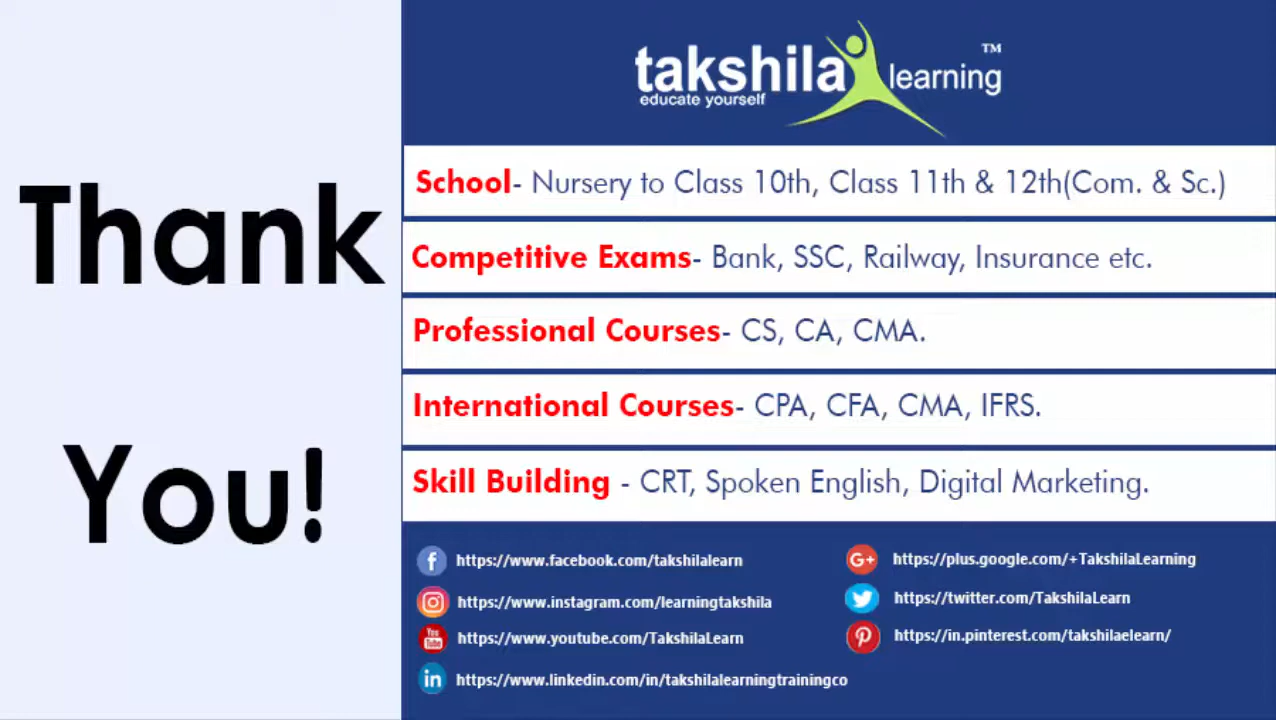 Thank
You!
takshila learning ™
educate yourself
School- Nursery to Class 10th, Class 11th & 12th(Com. & Sc.)
Competitive Exams- Bank, SSC, Railway, Insurance etc.
Professional Courses- CS, CA, CMA.
International Courses- CPA, CFA, CMA, IFRS.
Skill Building - CRT, Spoken English, Digital Marketing.
f https://www.facebook.com/takshilalearn
https://www.instagram.com/learningtakshila
You Tube https://www.youtube.com/TakshilaLearn
in https://www.linkedin.com/in/takshilalearningtrainingco
G+ https://plus.google.com/+TakshilaLearning
https://twitter.com/TakshilaLearn
https://in.pinterest.com/takshilaelearn/